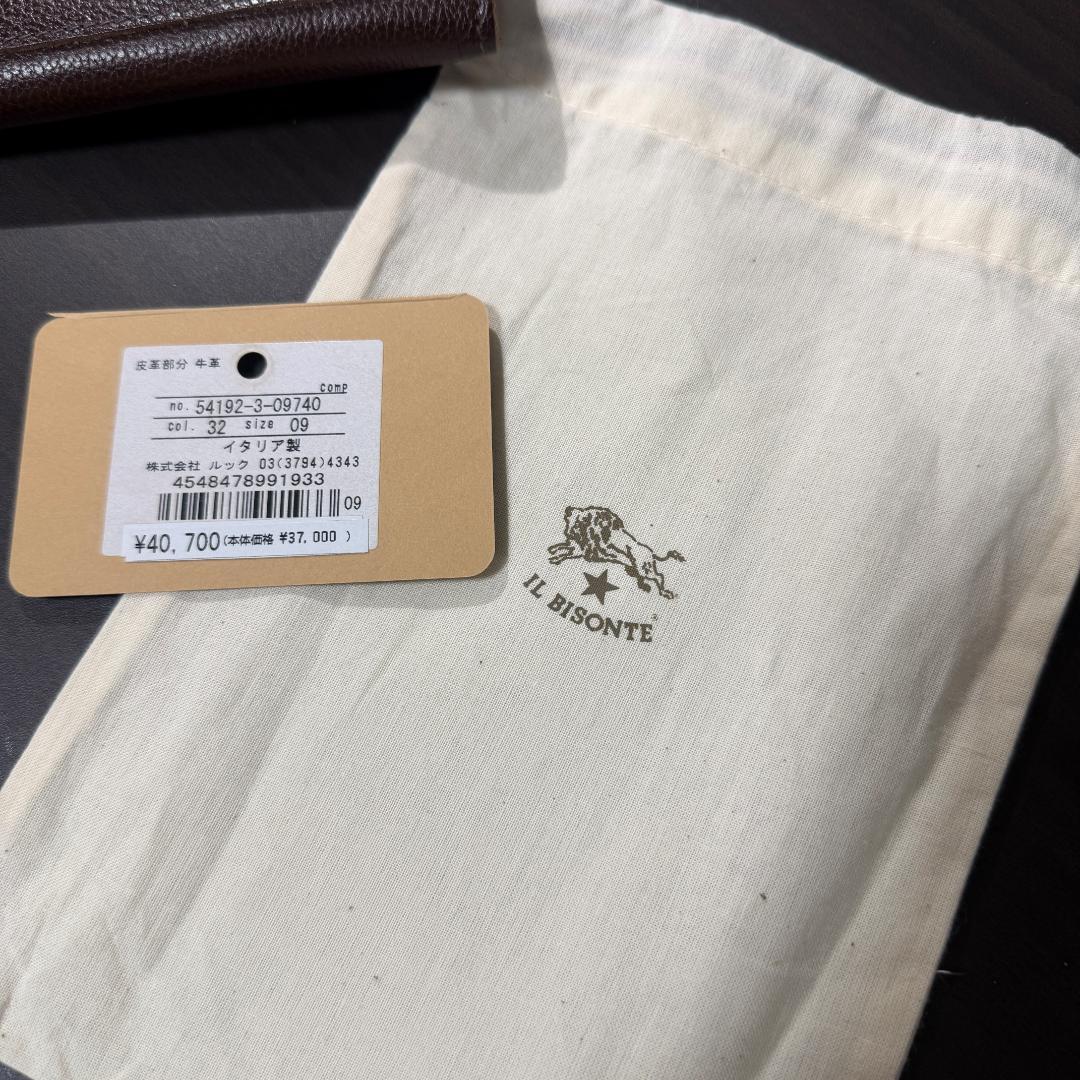 皮革部分 牛革
comp
no. 54192-3-09740
col. 32 size 09
イタリア製
株式会社 ルック 03(3794)4343
4548478991933
09
¥40,700(本体価格 ¥37,000 )
IL BISONTE®